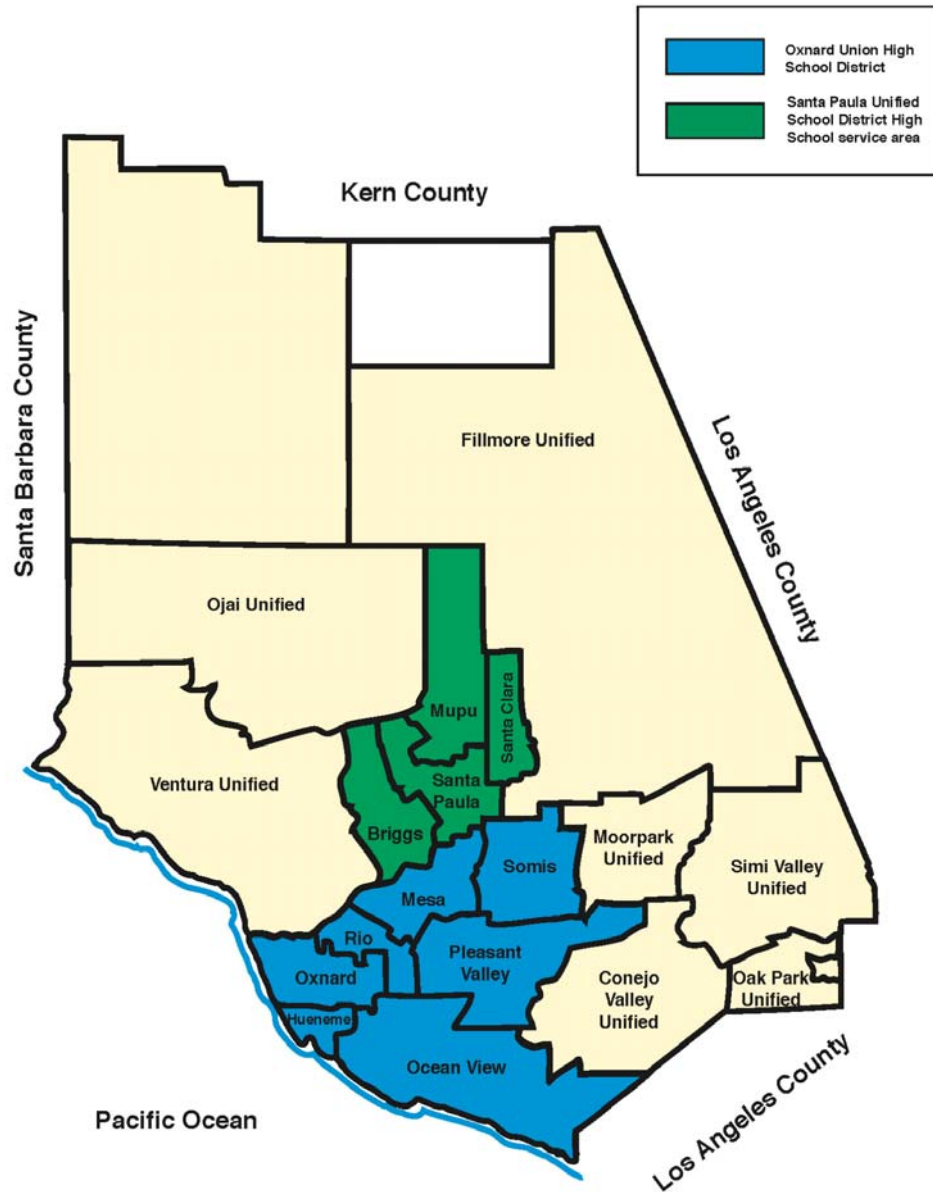 Oxnard Union High
School District
Santa Paula Unified
School District High
School service area
Kern County
Santa Barbara County
Los Angeles County
Fillmore Unified
Ojai Unified
Mupu
Santa Clara
Ventura Unified
Santa
Paula
Briggs
Moorpark
Unified
Somis
Simi Valley
Unified
Mesa
Rio
Pleasant
Valley
Oxnard
Conejo
Valley
Unified
Oak Park
Unified
Hueneme
Ocean View
Pacific Ocean
Los Angeles County